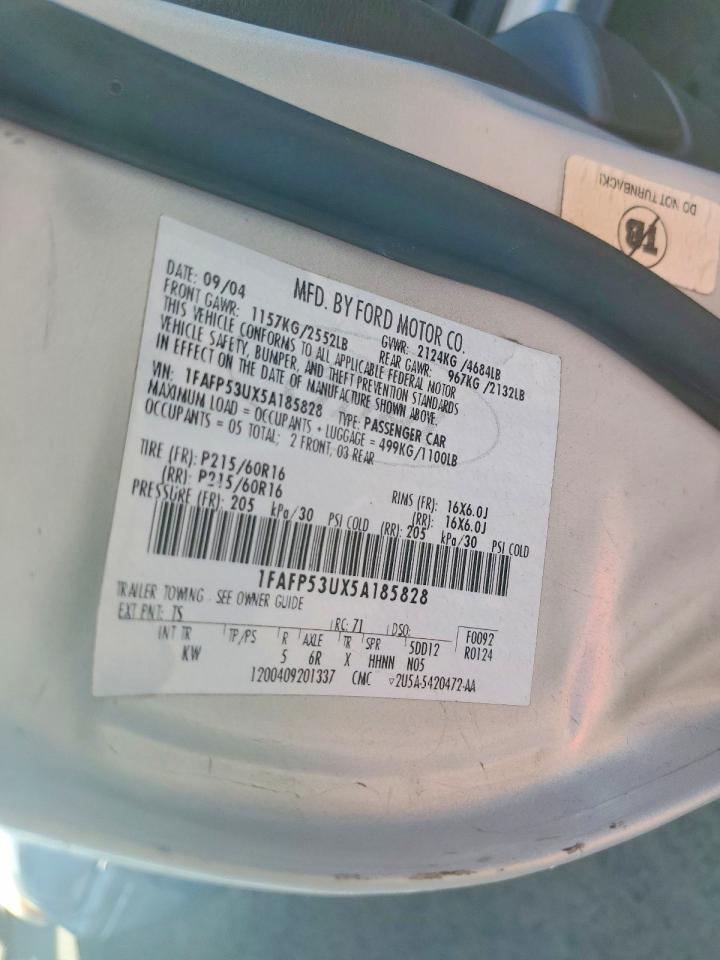 DO NOT TURNBACK!
TB
MFD. BY FORD MOTOR CO.
DATE: 09/04 GVWR: 2124KG/4684LB
FRONT GAWR: 1157KG/2552LB REAR GAWR: 967KG/2132LB
THIS VEHICLE CONFORMS TO ALL APPLICABLE FEDERAL MOTOR
VEHICLE SAFETY, BUMPER, AND THEFT PREVENTION STANDARDS
IN EFFECT ON THE DATE OF MANUFACTURE SHOWN ABOVE.
VIN: 1FAFP53UX5A185828 TYPE: PASSENGER CAR
MAXIMUM LOAD = OCCUPANTS + LUGGAGE = 499KG/1100LB
OCCUPANTS = 05 TOTAL; 2 FRONT, 03 REAR
TIRE (FR): P215/60R16 RIMS (FR): 16X6.0J
(RR): P215/60R16 (RR): 16X6.0J
PRESSURE (FR): 205 kPa/30 PSI COLD (RR): 205 kPa/30 PSI COLD
1FAFP53UX5A185828
TRAILER TOWING - SEE OWNER GUIDE
EXT PNT: TS RC: 71 DSO: F0092
INT TR TP/PS R AXLE TR SPR 5DD12 R0124
KW 5 6R X HHNN N05
1200409201337 CMC ▽2U5A-5420472-AA